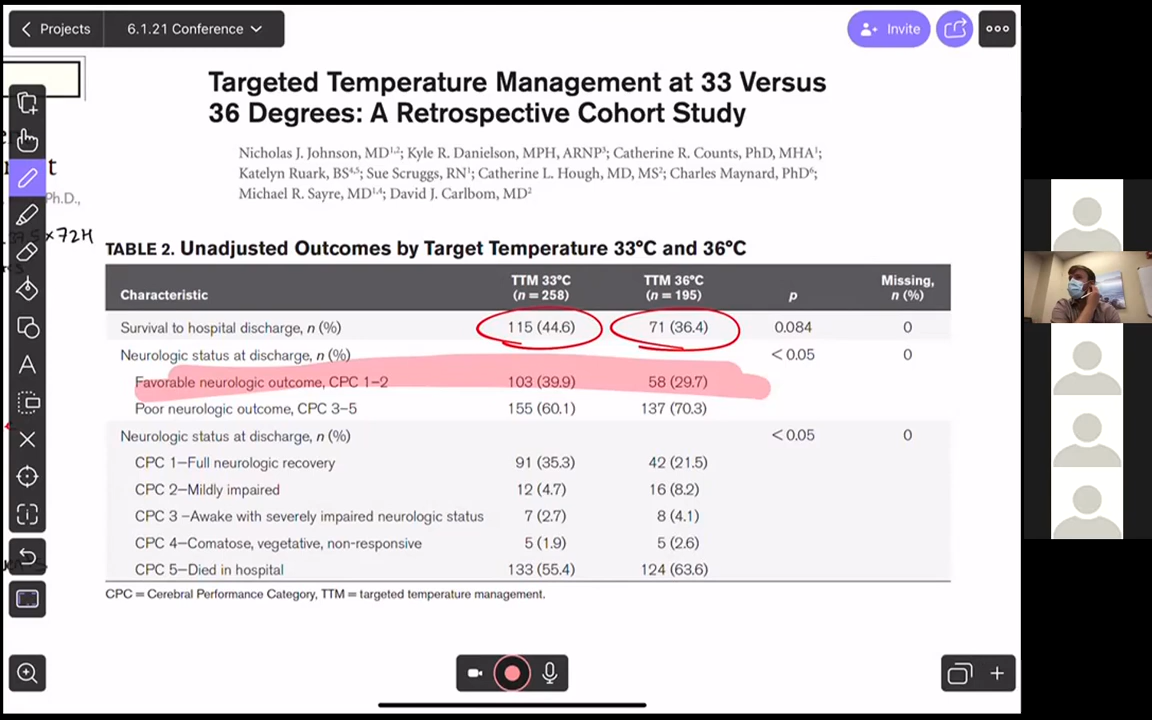 Projects
6.1.21 Conference
Invite
Targeted Temperature Management at 33 Versus
36 Degrees: A Retrospective Cohort Study
Nicholas J. Johnson, MD1,2; Kyle R. Danielson, MPH, ARNP3; Catherine R. Counts, PhD, MHA1;
Katelyn Ruark, BS4,5; Sue Scruggs, RN1; Catherine L. Hough, MD, MS2; Charles Maynard, PhD6;
Michael R. Sayre, MD1,4; David J. Carlbom, MD2
Ph.D.,
x 72H
TABLE 2. Unadjusted Outcomes by Target Temperature 33°C and 36°C
Characteristic TTM 33°C (n = 258) TTM 36°C (n = 195) p Missing, n (%)
Survival to hospital discharge, n (%) 115 (44.6) 71 (36.4) 0.084 0
Neurologic status at discharge, n (%) < 0.05 0
Favorable neurologic outcome, CPC 1–2 103 (39.9) 58 (29.7)
Poor neurologic outcome, CPC 3–5 155 (60.1) 137 (70.3)
Neurologic status at discharge, n (%) < 0.05 0
CPC 1—Full neurologic recovery 91 (35.3) 42 (21.5)
CPC 2—Mildly impaired 12 (4.7) 16 (8.2)
CPC 3 –Awake with severely impaired neurologic status 7 (2.7) 8 (4.1)
CPC 4—Comatose, vegetative, non-responsive 5 (1.9) 5 (2.6)
CPC 5—Died in hospital 133 (55.4) 124 (63.6)
CPC = Cerebral Performance Category, TTM = targeted temperature management.